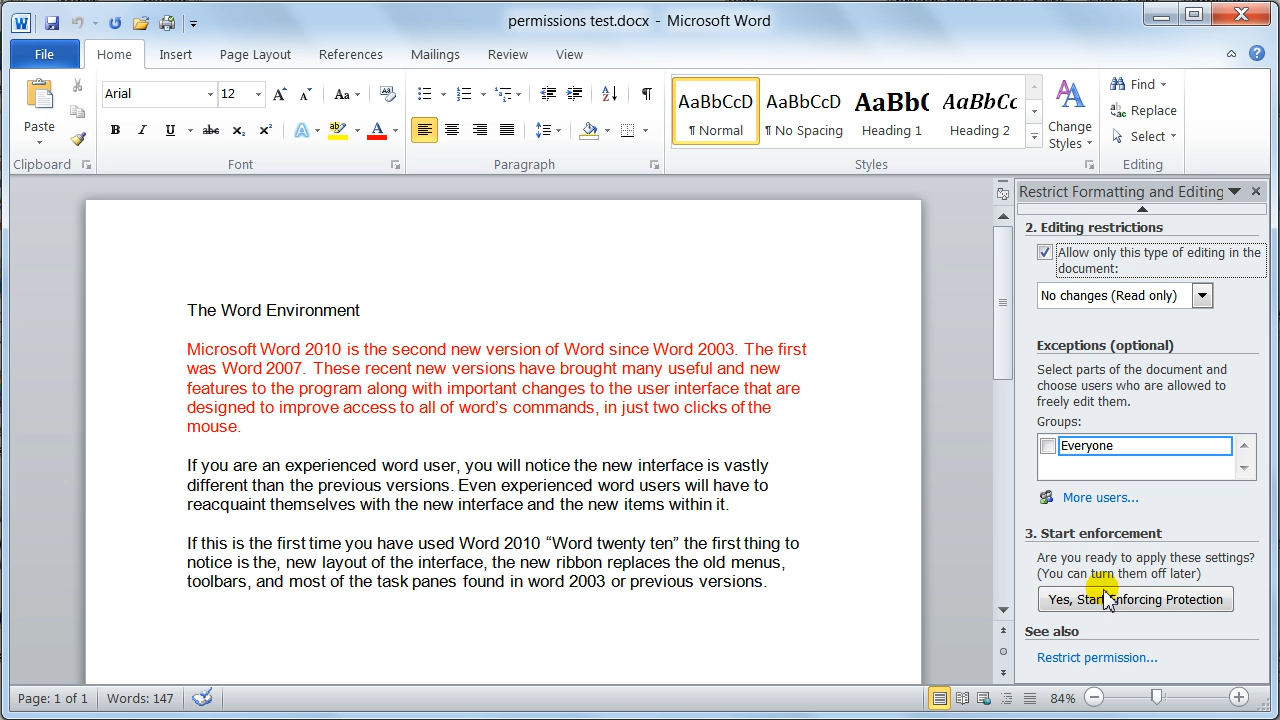 permissions test.docx - Microsoft Word
File Home Insert Page Layout References Mailings Review View
Arial 12
Paste
Clipboard
Font
Paragraph
AaBbCcD AaBbCcD AaBbC AaBbCc
¶ Normal ¶ No Spacing Heading 1 Heading 2
Styles
Change
Styles
Find
Replace
Select
Editing
The Word Environment
Microsoft Word 2010 is the second new version of Word since Word 2003. The first
was Word 2007. These recent new versions have brought many useful and new
features to the program along with important changes to the user interface that are
designed to improve access to all of word's commands, in just two clicks of the
mouse.
If you are an experienced word user, you will notice the new interface is vastly
different than the previous versions. Even experienced word users will have to
reacquaint themselves with the new interface and the new items within it.
If this is the first time you have used Word 2010 “Word twenty ten” the first thing to
notice is the, new layout of the interface, the new ribbon replaces the old menus,
toolbars, and most of the task panes found in word 2003 or previous versions.
Restrict Formatting and Editing
2. Editing restrictions
Allow only this type of editing in the
document:
No changes (Read only)
Exceptions (optional)
Select parts of the document and
choose users who are allowed to
freely edit them.
Groups:
Everyone
More users...
3. Start enforcement
Are you ready to apply these settings?
(You can turn them off later)
Yes, Start Enforcing Protection
See also
Restrict permission...
Page: 1 of 1 Words: 147 84%